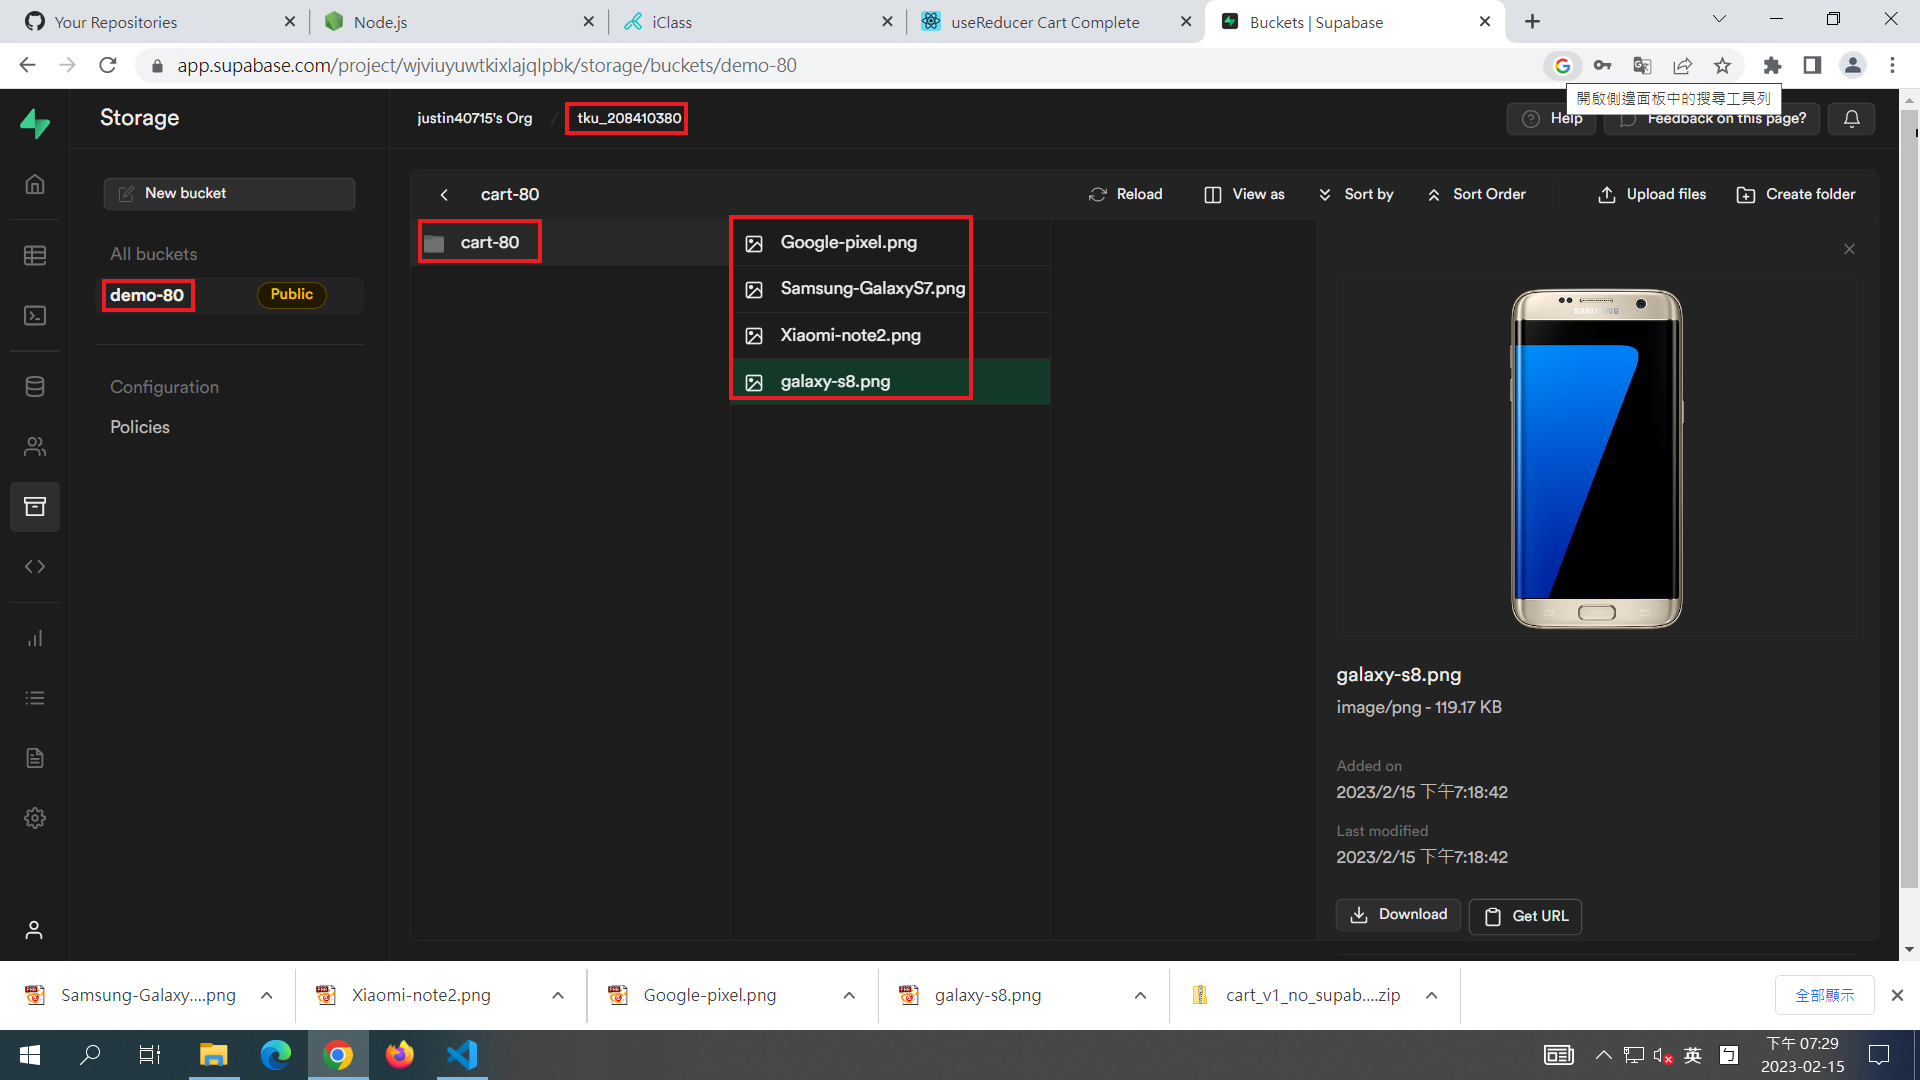 Your Repositories
Node.js
iClass
useReducer Cart Complete
Buckets | Supabase
app.supabase.com/project/wjviuyuwtkixlajqlpbk/storage/buckets/demo-80
開啟側邊面板中的搜尋工具列
Storage
justin40715's Org / tku_208410380
Help
Feedback on this page?
New bucket
cart-80
Reload
View as
Sort by
Sort Order
Upload files
Create folder
All buckets
demo-80
Public
Configuration
Policies
cart-80
Google-pixel.png
Samsung-GalaxyS7.png
Xiaomi-note2.png
galaxy-s8.png
SAMSUNG
galaxy-s8.png
image/png - 119.17 KB
Added on
2023/2/15 下午7:18:42
Last modified
2023/2/15 下午7:18:42
Download
Get URL
Samsung-Galaxy....png
Xiaomi-note2.png
Google-pixel.png
galaxy-s8.png
cart_v1_no_supab....zip
全部顯示
英
ㄅ
下午 07:29
2023-02-15